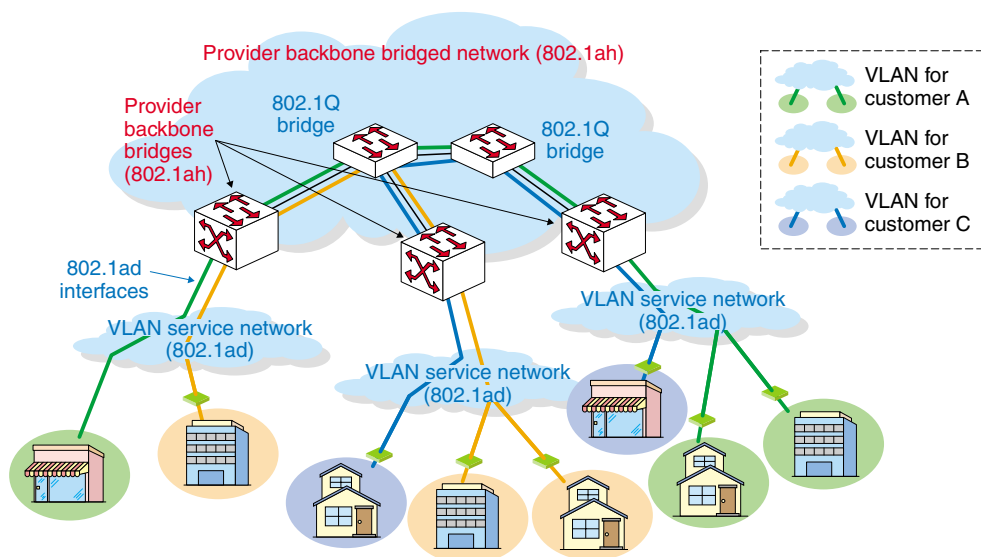 Provider backbone bridged network (802.1ah)
802.1Q
bridge
802.1Q
bridge
Provider
backbone
bridges
(802.1ah)
802.1ad
interfaces
VLAN service network
(802.1ad)
VLAN service network
(802.1ad)
VLAN service network
(802.1ad)
VLAN for
customer A
VLAN for
customer B
VLAN for
customer C